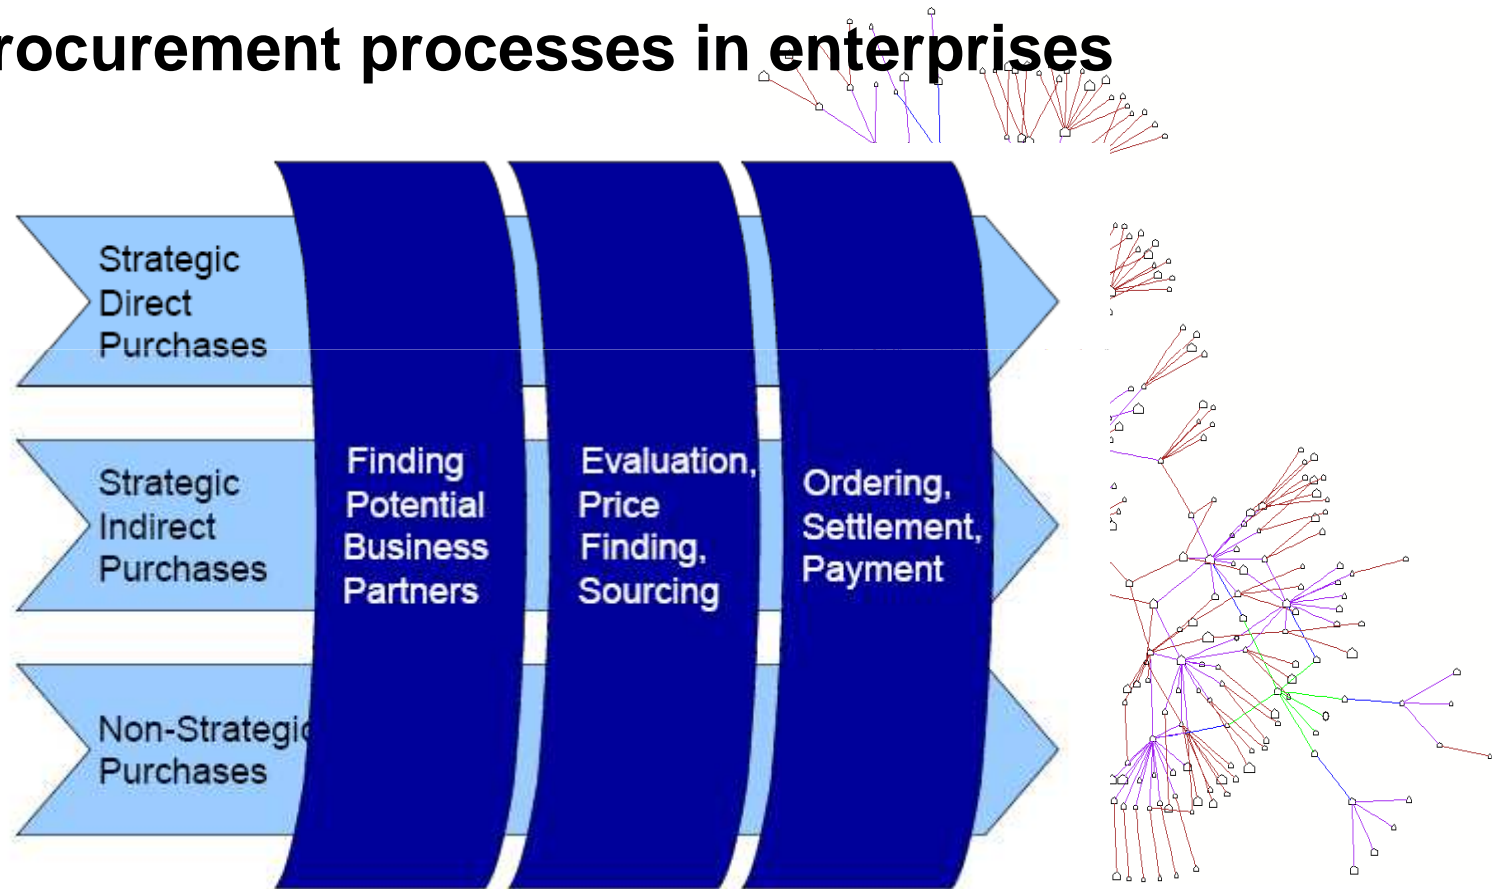 rocurement processes in enterprises
Strategic
Direct
Purchases
Strategic
Indirect
Purchases
Non-Strategic
Purchases
Finding
Potential
Business
Partners
Evaluation,
Price
Finding,
Sourcing
Ordering,
Settlement,
Payment